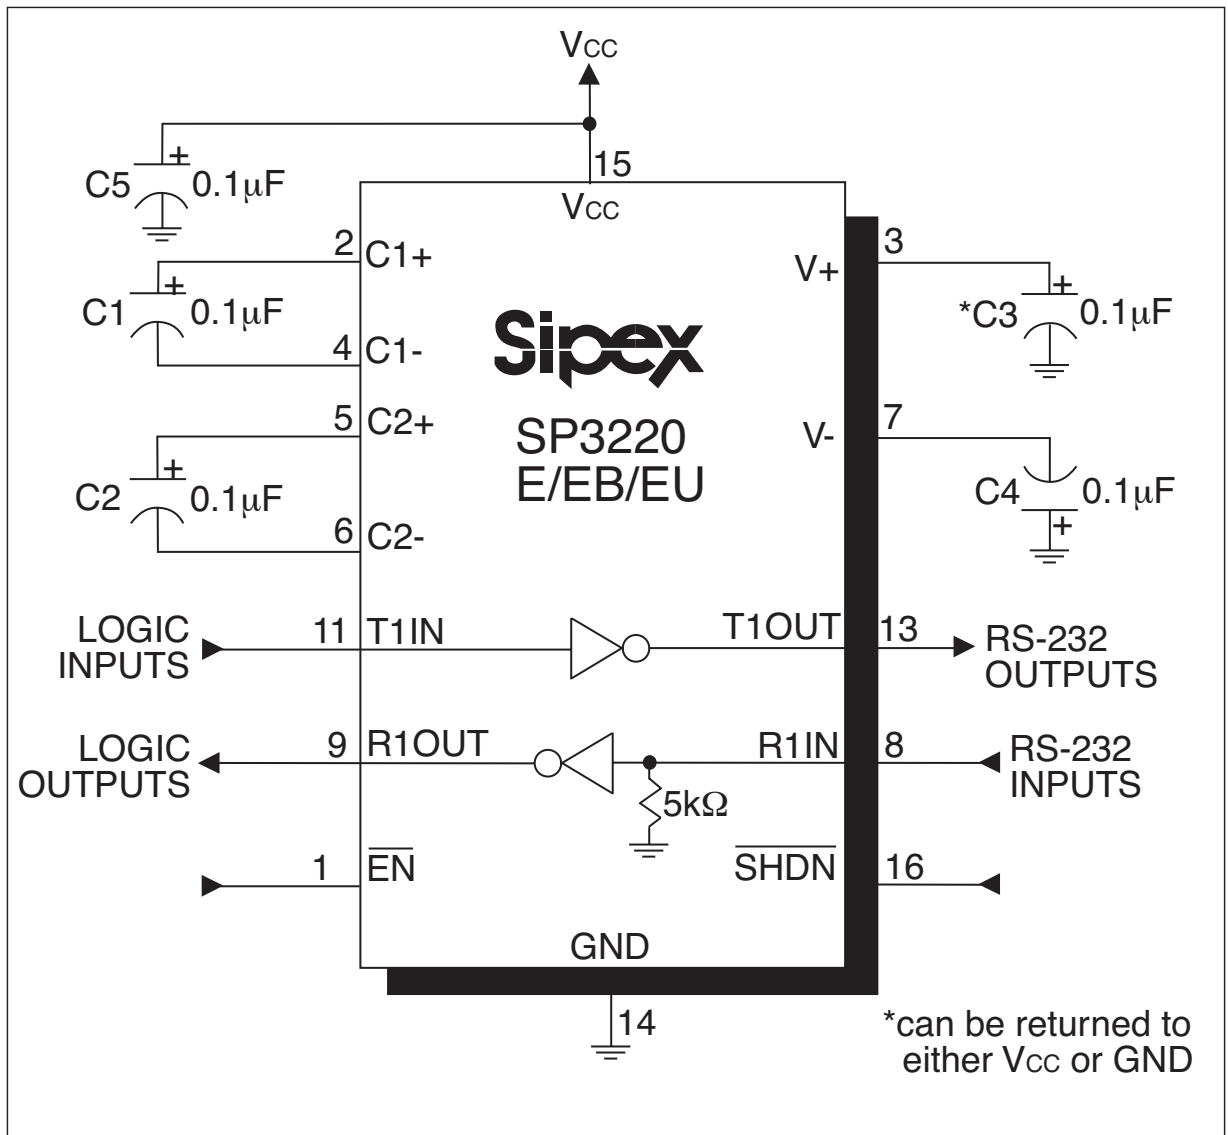 VCC
15
VCC
+
C5 0.1μF
2 C1+
+
C1 0.1μF
4 C1-
5 C2+
+
C2 0.1μF
6 C2-
V+ 3
+
*C3 0.1μF
V- 7
C4 0.1μF
+
Sipex
SP3220
E/EB/EU
LOGIC
INPUTS
11 T1IN
T1OUT 13
RS-232
OUTPUTS
LOGIC
OUTPUTS
9 R1OUT
R1IN 8
RS-232
INPUTS
5kΩ
1 EN
SHDN 16
GND
14
*can be returned to
either VCC or GND